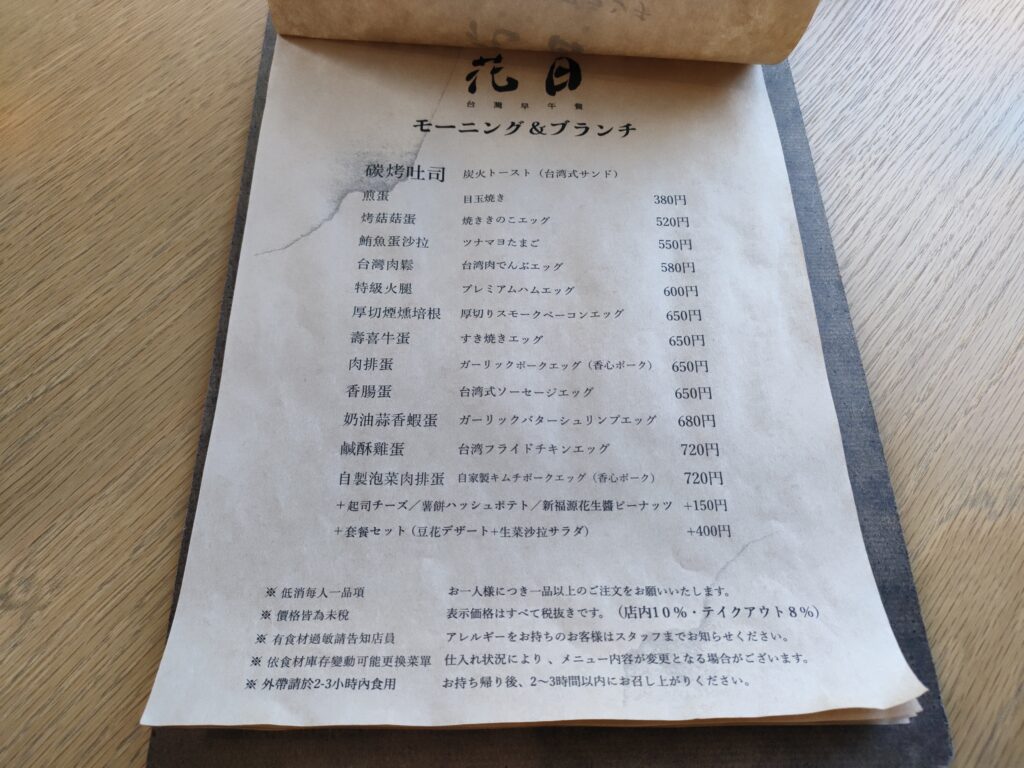 花月
台灣早午餐
モーニング＆ブランチ
碳烤吐司 炭火トースト（台湾式サンド）
煎蛋 目玉焼き 380円
烤菇菇蛋 焼ききのこエッグ 520円
鮪魚蛋沙拉 ツナマヨたまご 550円
台灣肉鬆 台湾肉でんぶエッグ 580円
特級火腿 プレミアムハムエッグ 600円
厚切煙燻培根 厚切りスモークベーコンエッグ 650円
壽喜牛蛋 すき焼きエッグ 650円
肉排蛋 ガーリックポークエッグ（香心ポーク） 650円
香腸蛋 台湾式ソーセージエッグ 650円
奶油蒜香蝦蛋 ガーリックバターシュリンプエッグ 680円
鹹酥雞蛋 台湾フライドチキンエッグ 720円
自製泡菜肉排蛋 自家製キムチポークエッグ（香心ポーク） 720円
＋起司チーズ／薯餅ハッシュポテト／新福源花生醬ピーナッツ +150円
＋套餐セット（豆花デザート+生菜沙拉サラダ） +400円
※ 低消每人一品項 お一人様につき一品以上のご注文をお願いいたします。
※ 價格皆為未稅 表示価格はすべて税抜きです。（店内１０％・テイクアウト８％）
※ 有食材過敏請告知店員 アレルギーをお持ちのお客様はスタッフまでお知らせください。
※ 依食材庫存變動可能更換菜單 仕入れ状況により、メニュー内容が変更となる場合がございます。
※ 外帶請於2-3小時內食用 お持ち帰り後、2～3時間以内にお召し上がりください。